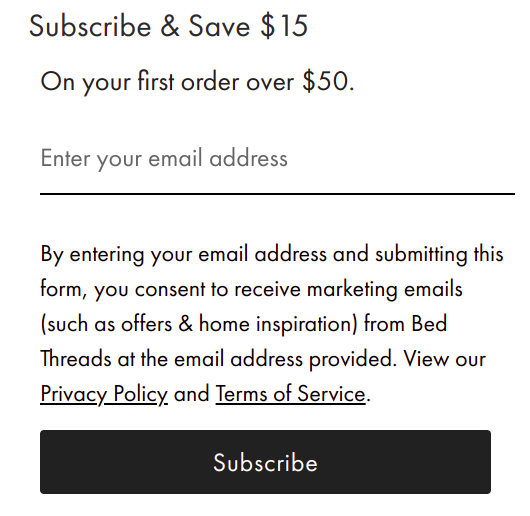 Subscribe & Save $15
On your first order over $50.
Enter your email address
By entering your email address and submitting this
form, you consent to receive marketing emails
(such as offers & home inspiration) from Bed
Threads at the email address provided. View our
Privacy Policy and Terms of Service.
Subscribe